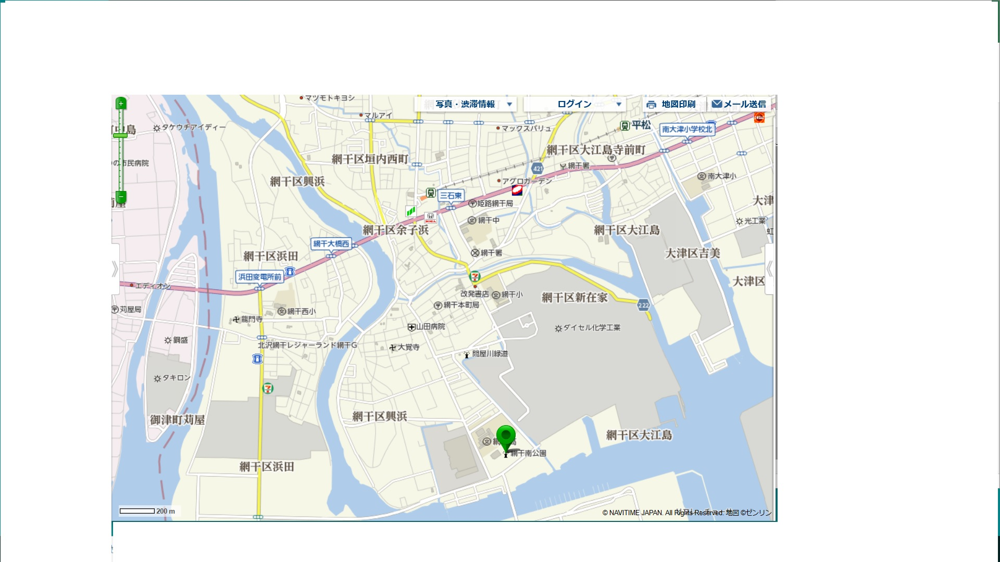 マツモトキヨシ
写真・渋滞情報
ログイン
地図印刷
メール送信
マルアイ
タケウチアイディー
マックスバリュ
平松
南大津小学校北
網干区大江島寺前町
網干区垣内西町
市民病院
421
網干署
南大津小
網干区興浜
アグロガーデン
三石東
姫路網干局
大津
網干中
光工業
HONDA
網干区余子浜
網干区大江島
虹
網干大橋西
網干区浜田
網干署
大津区吉美
浜田変電所前
エディオン
大津区
改発書店
網干小
網干区新在家
網干本町局
222
苅屋局
網干西小
龍門寺
山田病院
ダイセル化学工業
鋼盛
北沢網干レジャーランド網干G
大覚寺
問屋川緑道
タキロン
7
網干区興浜
御津町苅屋
網干区大江島
網干南公園
網干区浜田
200 m
© NAVITIME JAPAN. All Rights Reserved. 地図 ©ゼンリン